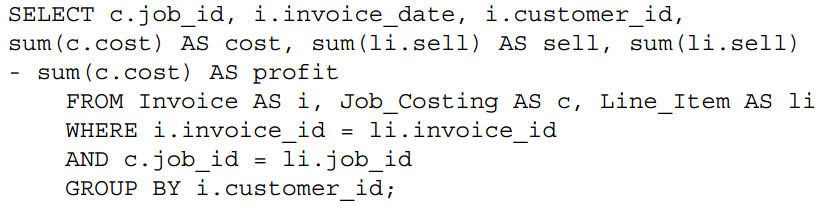 SELECT c.job_id, i.invoice_date, i.customer_id,
sum(c.cost) AS cost, sum(li.sell) AS sell, sum(li.sell)
- sum(c.cost) AS profit
    FROM Invoice AS i, Job_Costing AS c, Line_Item AS li
    WHERE i.invoice_id = li.invoice_id
    AND c.job_id = li.job_id
    GROUP BY i.customer_id;